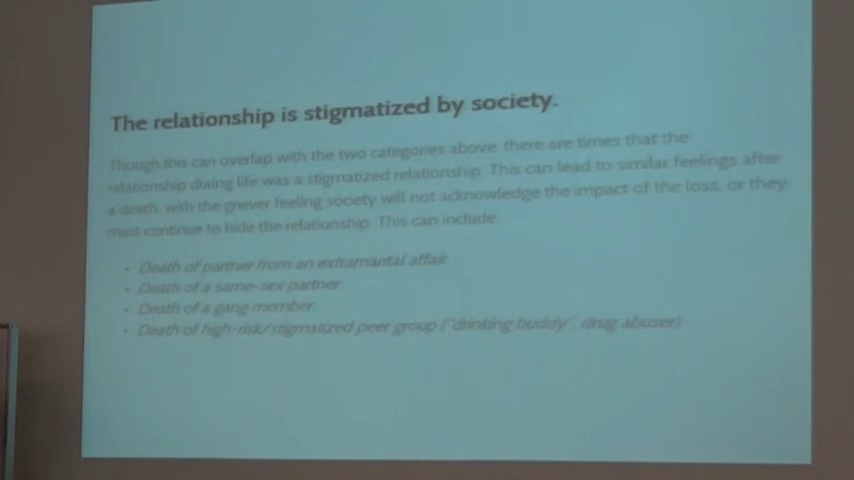 The relationship is stigmatized by society.
Though this can overlap with the two categories above, there are times that the
relationship during life was a stigmatized relationship. This can lead to similar feelings after
a death, with the griever feeling society will not acknowledge the impact of the loss, or they
must continue to hide the relationship. This can include:
• Death of partner from an extramarital affair
• Death of a same-sex partner
• Death of a gang member
• Death of high-risk/stigmatized peer group ("drinking buddy", drug abuser)